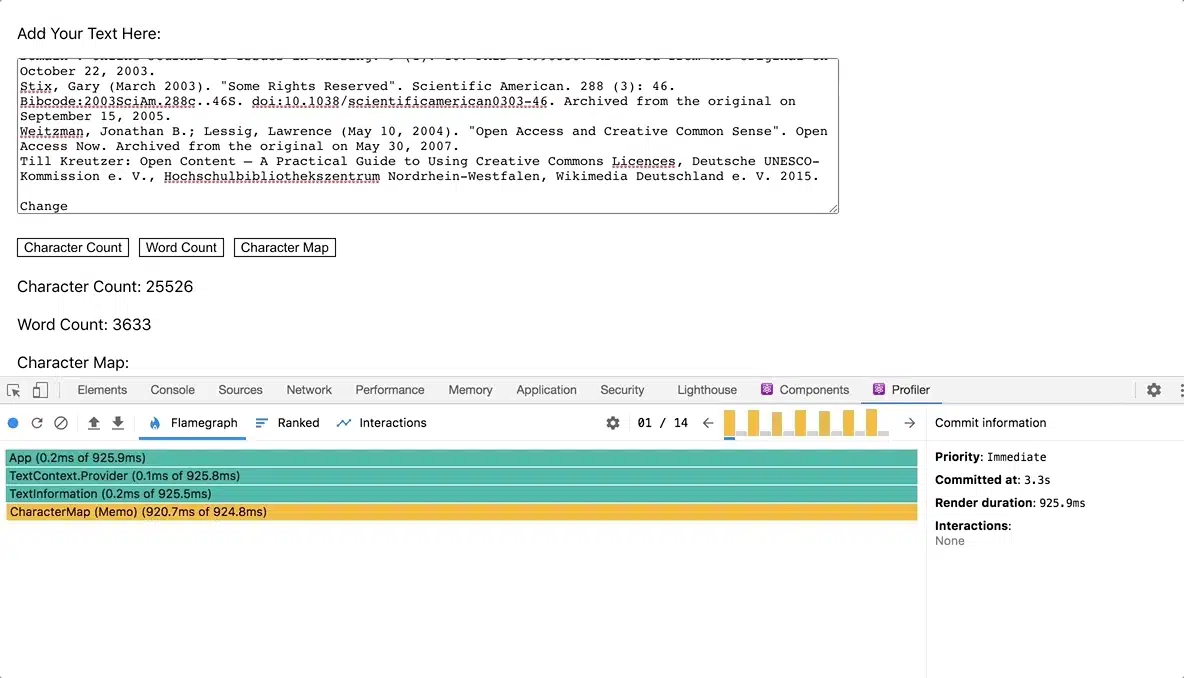 Add Your Text Here:
October 22, 2003.
Stix, Gary (March 2003). "Some Rights Reserved". Scientific American. 288 (3): 46.
Bibcode:2003SciAm.288c..46S. doi:10.1038/scientificamerican0303-46. Archived from the original on
September 15, 2005.
Weitzman, Jonathan B.; Lessig, Lawrence (May 10, 2004). "Open Access and Creative Common Sense". Open
Access Now. Archived from the original on May 30, 2007.
Till Kreutzer: Open Content – A Practical Guide to Using Creative Commons Licences, Deutsche UNESCO-
Kommission e. V., Hochschulbibliothekszentrum Nordrhein-Westfalen, Wikimedia Deutschland e. V. 2015.
Change
Character Count Word Count Character Map
Character Count: 25526
Word Count: 3633
Character Map:
Elements Console Sources Network Performance Memory Application Security Lighthouse Components Profiler
Flamegraph Ranked Interactions 01 / 14 Commit information
App (0.2ms of 925.9ms)
TextContext.Provider (0.1ms of 925.8ms)
TextInformation (0.2ms of 925.5ms)
CharacterMap (Memo) (920.7ms of 924.8ms)
Priority: Immediate
Committed at: 3.3s
Render duration: 925.9ms
Interactions:
None